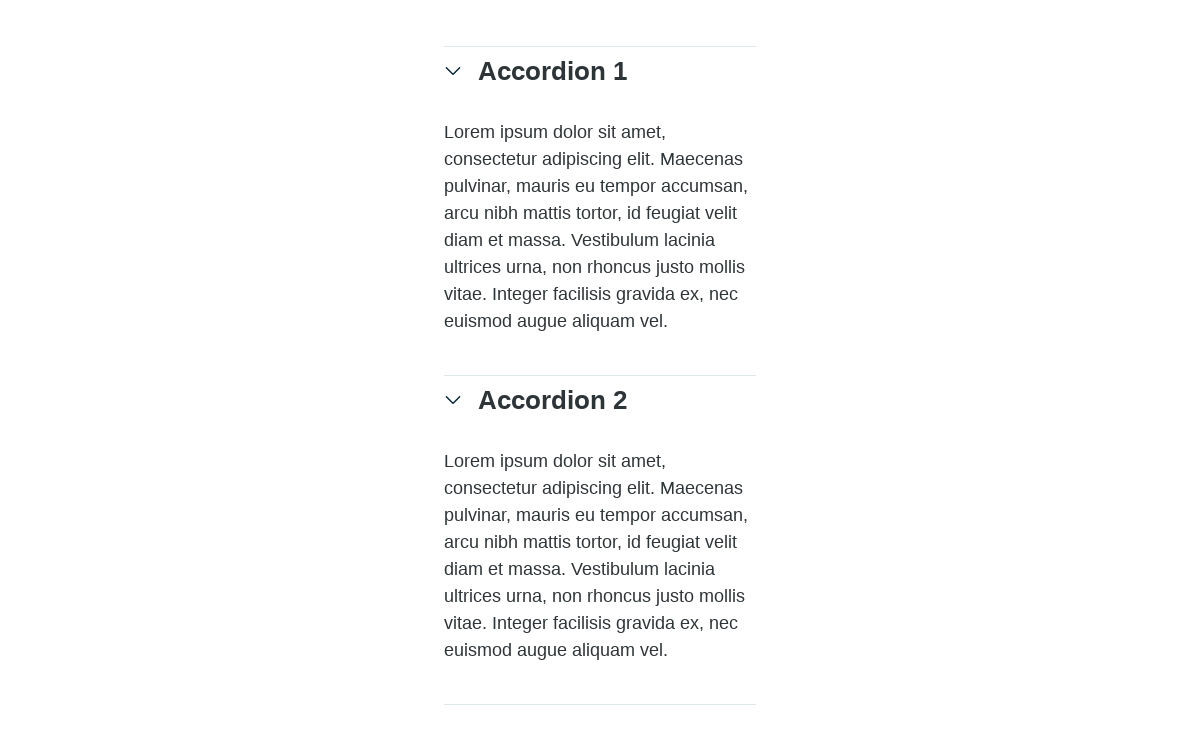 Accordion 1
Lorem ipsum dolor sit amet,
consectetur adipiscing elit. Maecenas
pulvinar, mauris eu tempor accumsan,
arcu nibh mattis tortor, id feugiat velit
diam et massa. Vestibulum lacinia
ultrices urna, non rhoncus justo mollis
vitae. Integer facilisis gravida ex, nec
euismod augue aliquam vel.
Accordion 2
Lorem ipsum dolor sit amet,
consectetur adipiscing elit. Maecenas
pulvinar, mauris eu tempor accumsan,
arcu nibh mattis tortor, id feugiat velit
diam et massa. Vestibulum lacinia
ultrices urna, non rhoncus justo mollis
vitae. Integer facilisis gravida ex, nec
euismod augue aliquam vel.